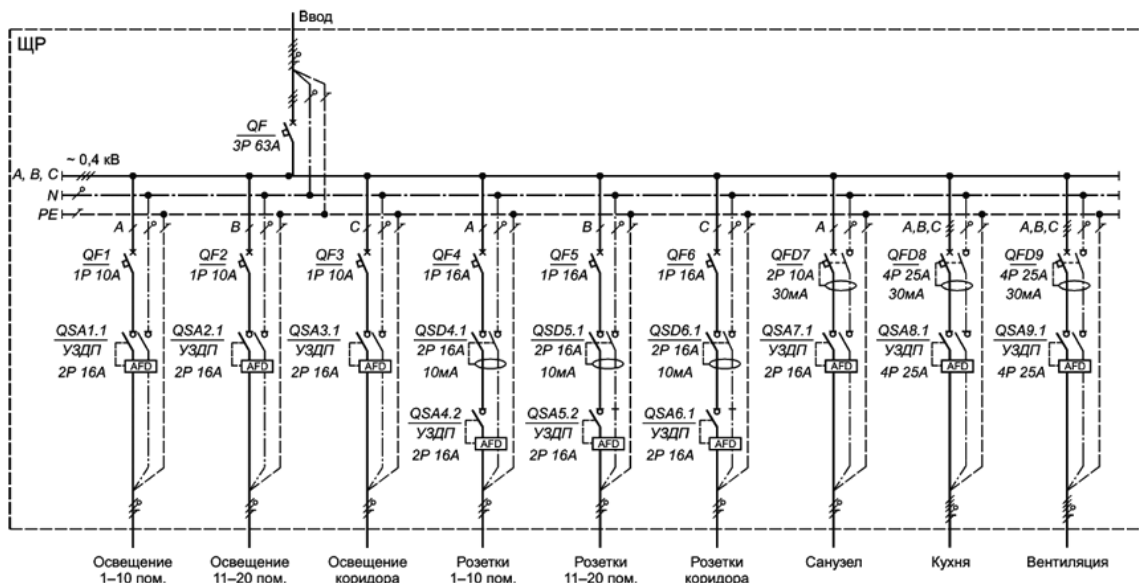 Ввод
ЩР
QF
3P 63A
~ 0,4 кВ
A, B, C
N
PE
A B C A B C A A,B,C A,B,C
QF1 QF2 QF3 QF4 QF5 QF6 QFD7 QFD8 QFD9
1P 10A 1P 10A 1P 10A 1P 16A 1P 16A 1P 16A 2P 10A 4P 25A 4P 25A
30мА 30мА 30мА
QSA1.1 QSA2.1 QSA3.1 QSD4.1 QSD5.1 QSD6.1 QSA7.1 QSA8.1 QSA9.1
УЗДП УЗДП УЗДП 2P 16A 2P 16A 2P 16A УЗДП УЗДП УЗДП
2P 16A 2P 16A 2P 16A 10мА 10мА 10мА 2P 16A 4P 25A 4P 25A
AFD AFD AFD AFD AFD AFD
QSA4.2 QSA5.2 QSA6.1
УЗДП УЗДП УЗДП
2P 16A 2P 16A 2P 16A
AFD AFD AFD
Освещение Освещение Освещение Розетки Розетки Розетки Санузел Кухня Вентиляция
1–10 пом. 11–20 пом. коридора 1–10 пом. 11–20 пом. коридора